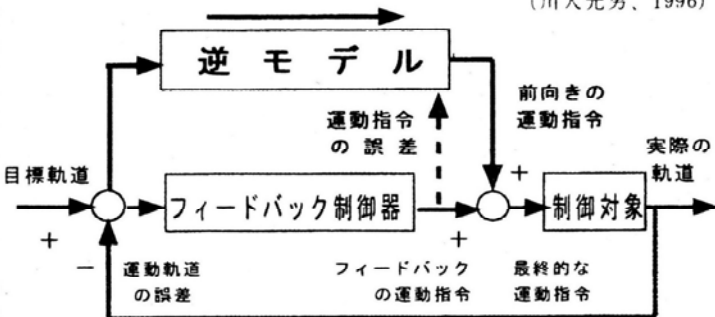 (川人光男、1996)
逆モデル
前向きの
運動指令
運動指令
の誤差
実際の
軌道
目標軌道
フィードバック制御器
制御対象
+
+
+
−
運動軌道
の誤差
フィードバック
の運動指令
最終的な
運動指令